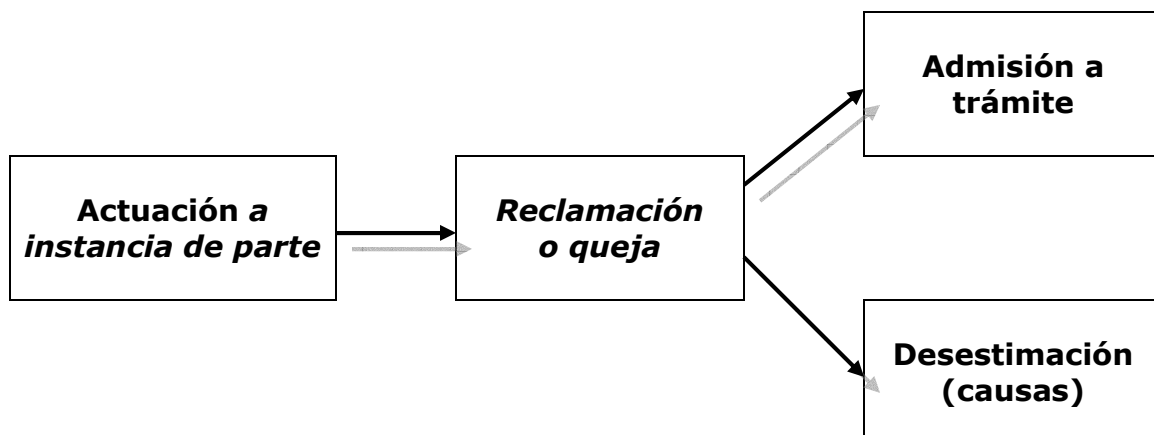 Actuación a
instancia de parte
Reclamación
o queja
Admisión a
trámite
Desestimación
(causas)